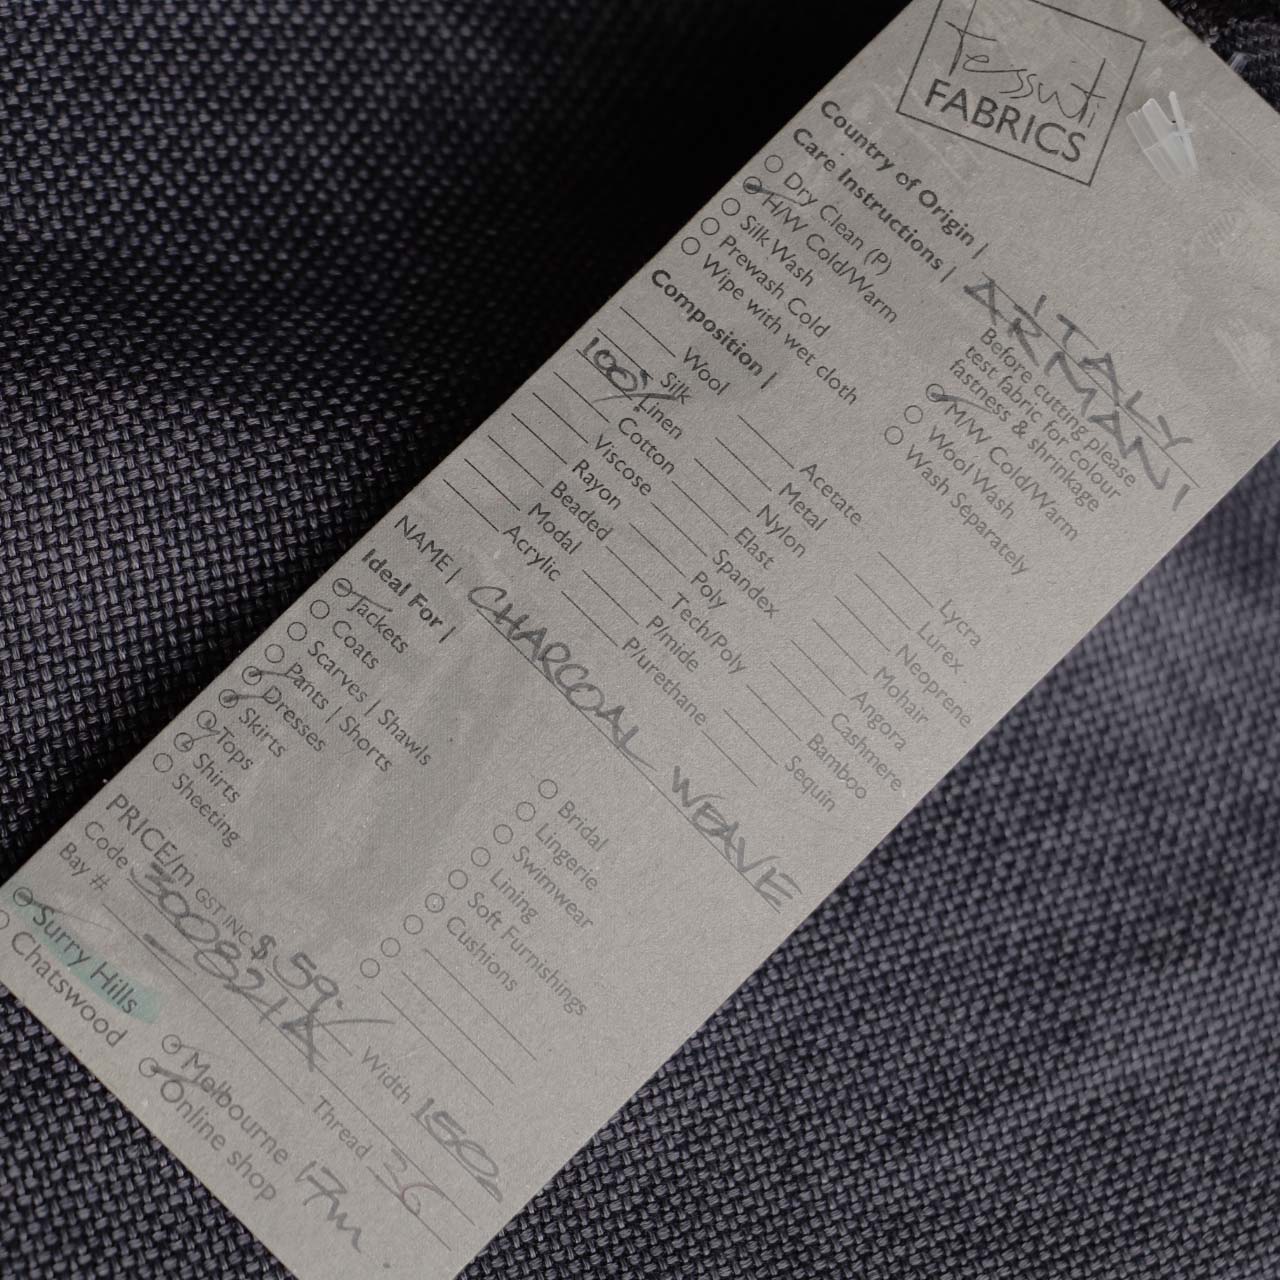 tessuti
FABRICS
Country of Origin | ITALY
ARMANI
Care Instructions | Before cutting please
test fabric for colour
fastness & shrinkage
Dry Clean (P) M/W Cold/Warm
H/W Cold/Warm Wool Wash
Silk Wash Wash Separately
Prewash Cold
Wipe with wet cloth
Composition |
Wool Acetate Lycra
Silk Metal Lurex
100% Linen Nylon Neoprene
Cotton Elast Mohair
Viscose Spandex Angora
Rayon Poly Cashmere
Beaded Tech/Poly Bamboo
Modal P/mide Sequin
Acrylic P/urethane
NAME | CHARCOAL WEAVE
Ideal For |
Jackets Bridal
Coats Lingerie
Scarves | Shawls Swimwear
Pants | Shorts Lining
Dresses Soft Furnishings
Skirts Cushions
Tops
Shirts
Sheeting
PRICE/m GST INC $59. Width 150
Code 300821A
Bay # Thread 36
Surry Hills Melbourne
Chatswood Online shop 17m